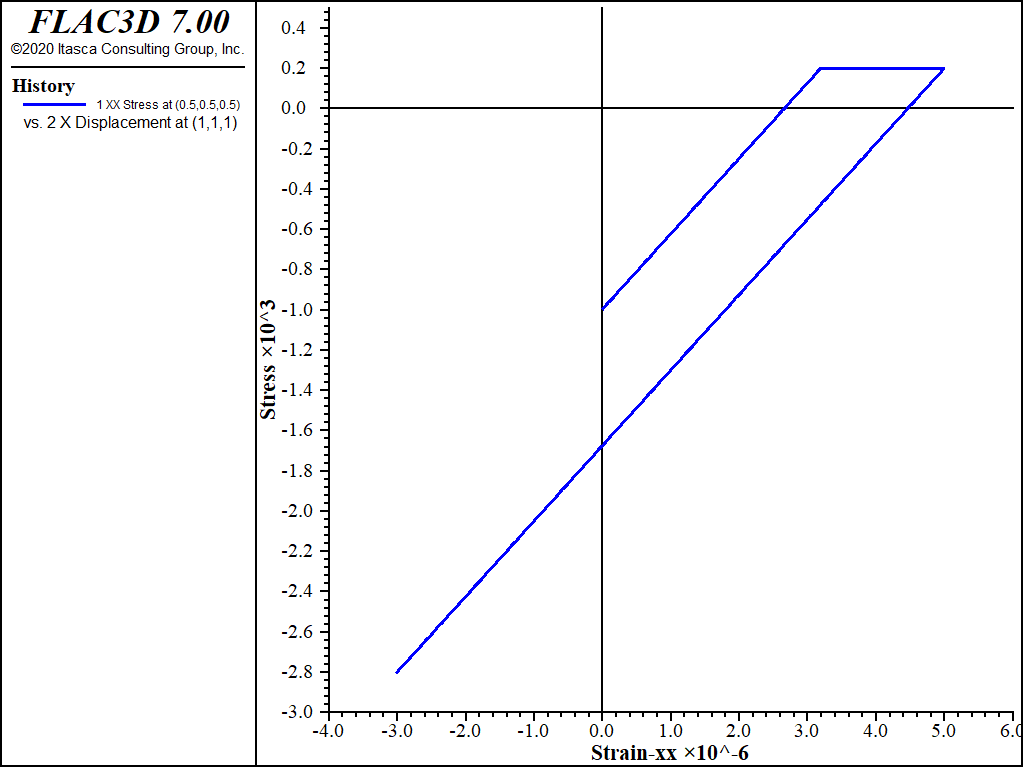 FLAC3D 7.00
©2020 Itasca Consulting Group, Inc.
History
1 XX Stress at (0.5,0.5,0.5)
vs. 2 X Displacement at (1,1,1)
0.4
0.2
0.0
-0.2
-0.4
-0.6
-0.8
-1.0
-1.2
-1.4
-1.6
-1.8
-2.0
-2.2
-2.4
-2.6
-2.8
-3.0
Stress ×10^3
-4.0 -3.0 -2.0 -1.0 0.0 1.0 2.0 3.0 4.0 5.0 6.0
Strain-xx ×10^-6